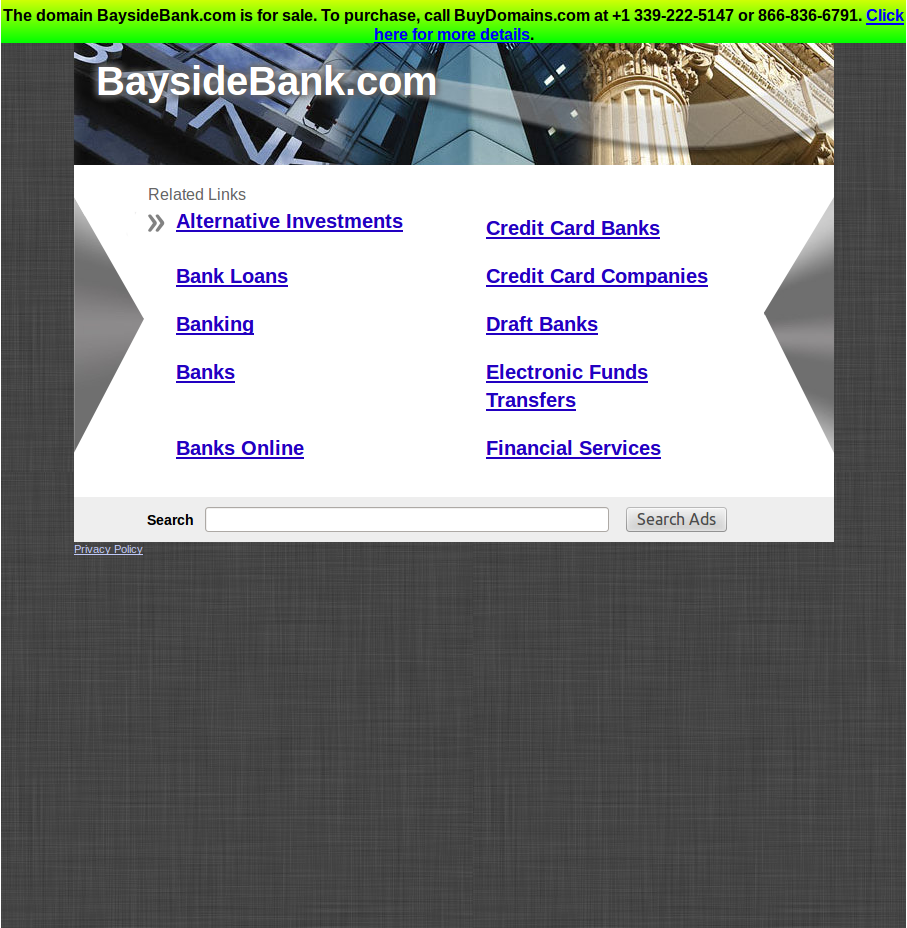 The domain BaysideBank.com is for sale. To purchase, call BuyDomains.com at +1 339-222-5147 or 866-836-6791. Click
here for more details.
BaysideBank.com
Related Links
Alternative Investments
Credit Card Banks
Bank Loans
Credit Card Companies
Banking
Draft Banks
Banks
Electronic Funds
Transfers
Banks Online
Financial Services
Search
Search Ads
Privacy Policy